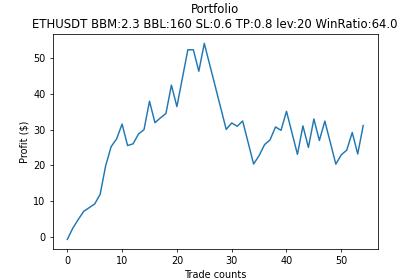 Portfolio
ETHUSDT BBM:2.3 BBL:160 SL:0.6 TP:0.8 lev:20 WinRatio:64.0
Profit ($)
50
40
30
20
10
0
0 10 20 30 40 50
Trade counts